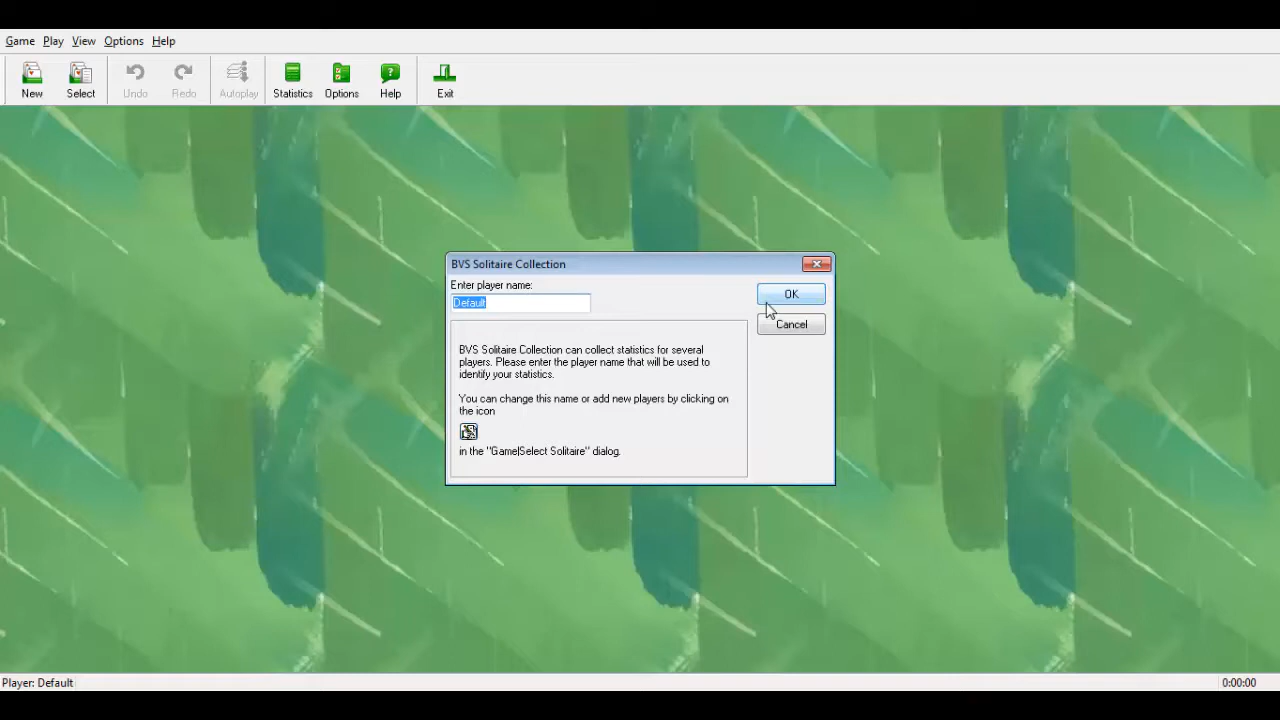 Game Play View Options Help
New Select Undo Redo Autoplay Statistics Options Help Exit
BVS Solitaire Collection
Enter player name:
Default
OK
Cancel
BVS Solitaire Collection can collect statistics for several
players. Please enter the player name that will be used to
identify your statistics.
You can change this name or add new players by clicking on
the icon
in the "Game|Select Solitaire" dialog.
Player: Default
0:00:00